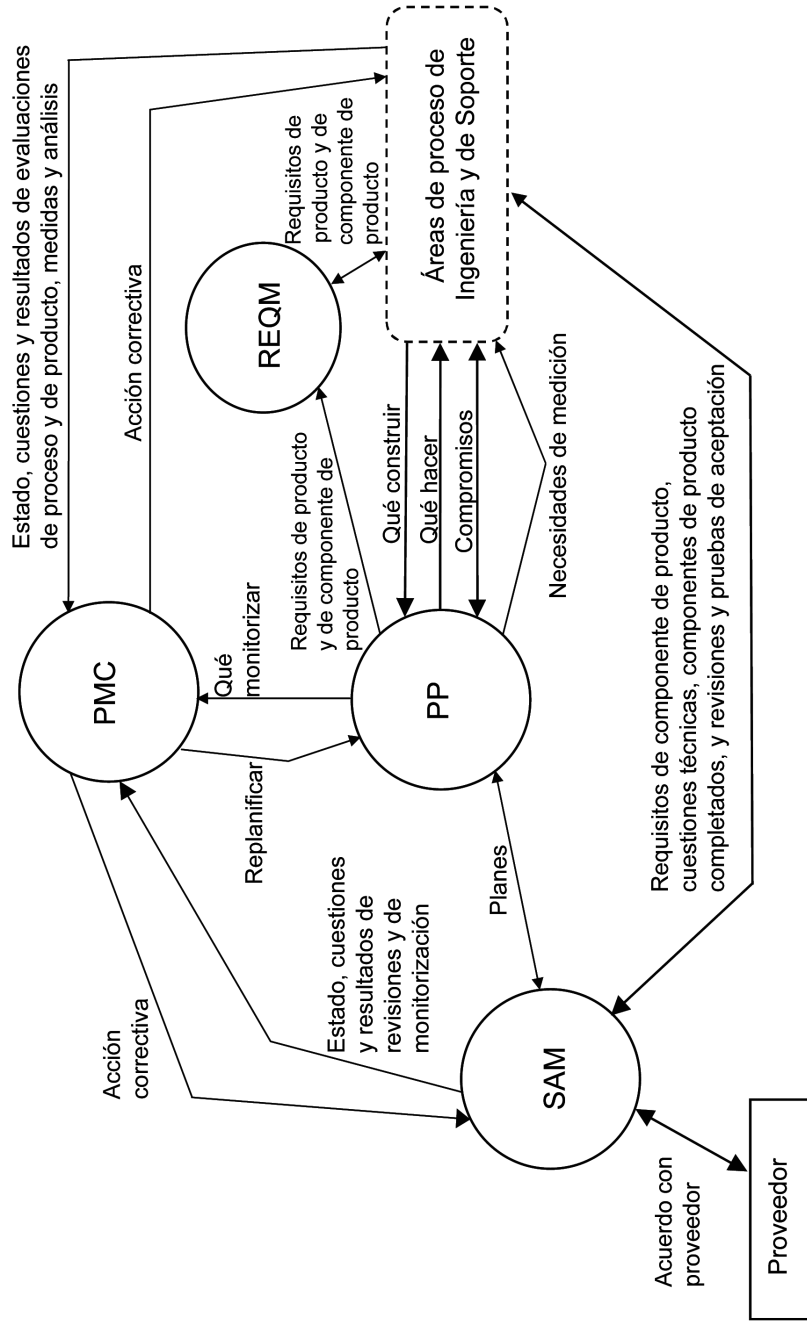 Estado, cuestiones y resultados de evaluaciones
de proceso y de producto, medidas y análisis
Acción correctiva
Acción
correctiva
PMC
Replanificar
Qué
monitorizar
Estado, cuestiones
y resultados de
revisiones y de
monitorización
Requisitos de producto
y de componente de
producto
REQM
Requisitos de
producto y de
componente de
producto
Planes
PP
Qué construir
Qué hacer
Compromisos
Necesidades de medición
Áreas de proceso de
Ingeniería y de Soporte
SAM
Acuerdo con
proveedor
Proveedor
Requisitos de componente de producto,
cuestiones técnicas, componentes de producto
completados, y revisiones y pruebas de aceptación